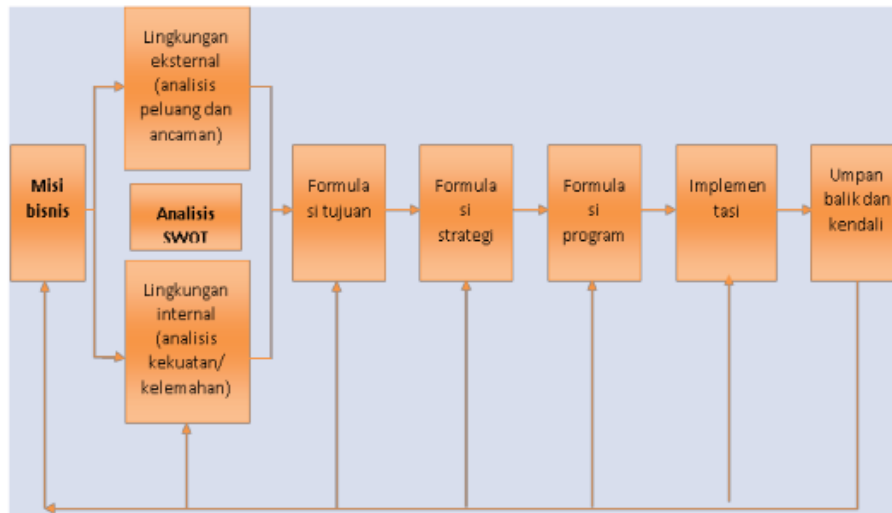 Misi
bisnis
Lingkungan
eksternal
(analisis
peluang dan
ancaman)
Analisis
SWOT
Lingkungan
internal
(analisis
kekuatan/
kelemahan)
Formula
si tujuan
Formula
si
strategi
Formula
si
program
Implemen
tasi
Umpan
balik dan
kendali